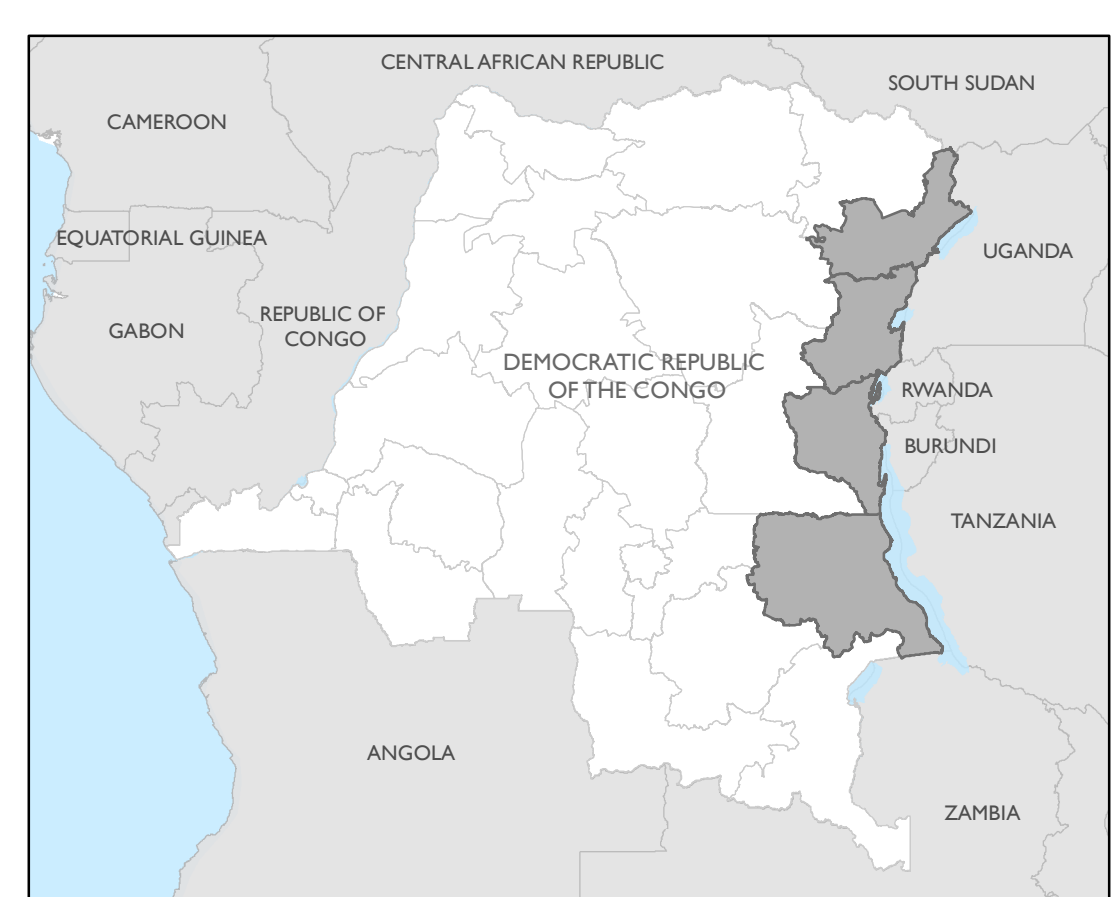 CENTRAL AFRICAN REPUBLIC
SOUTH SUDAN
CAMEROON
EQUATORIAL GUINEA
UGANDA
REPUBLIC OF
CONGO
GABON
DEMOCRATIC REPUBLIC
OF THE CONGO
RWANDA
BURUNDI
TANZANIA
ANGOLA
ZAMBIA